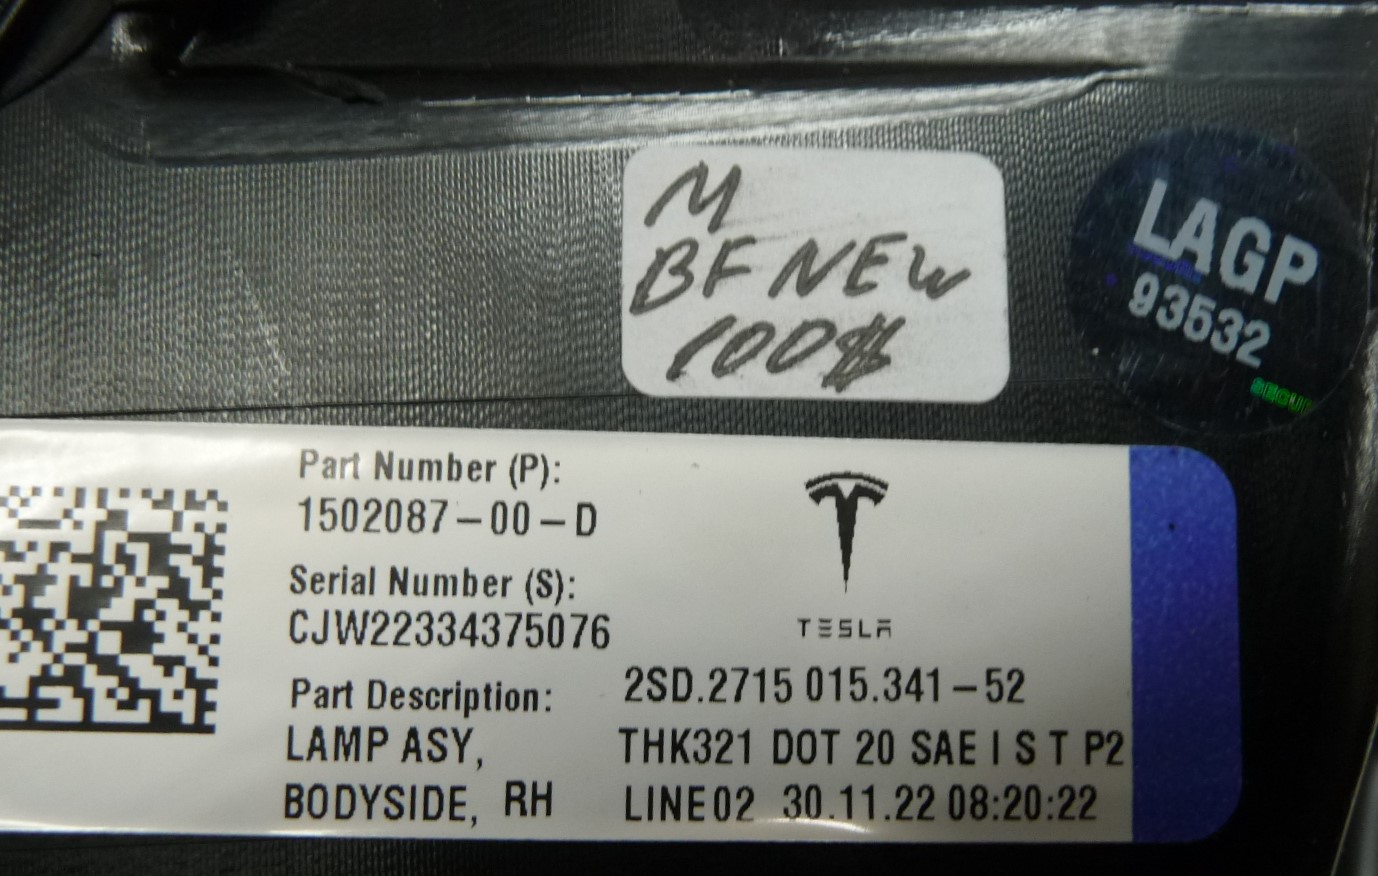 M
BF NEW
100$
LAGP
93532
SECU
Part Number (P):
1502087-00-D
Serial Number (S):
CJW22334375076
TESLA
Part Description:
LAMP ASY,
BODYSIDE, RH
2SD.2715 015.341-52
THK321 DOT 20 SAE I S T P2
LINE02 30.11.22 08:20:22